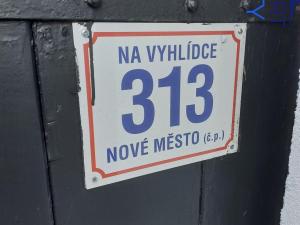 NA VYHLÍDCE
313
NOVÉ MĚSTO (č.p.)